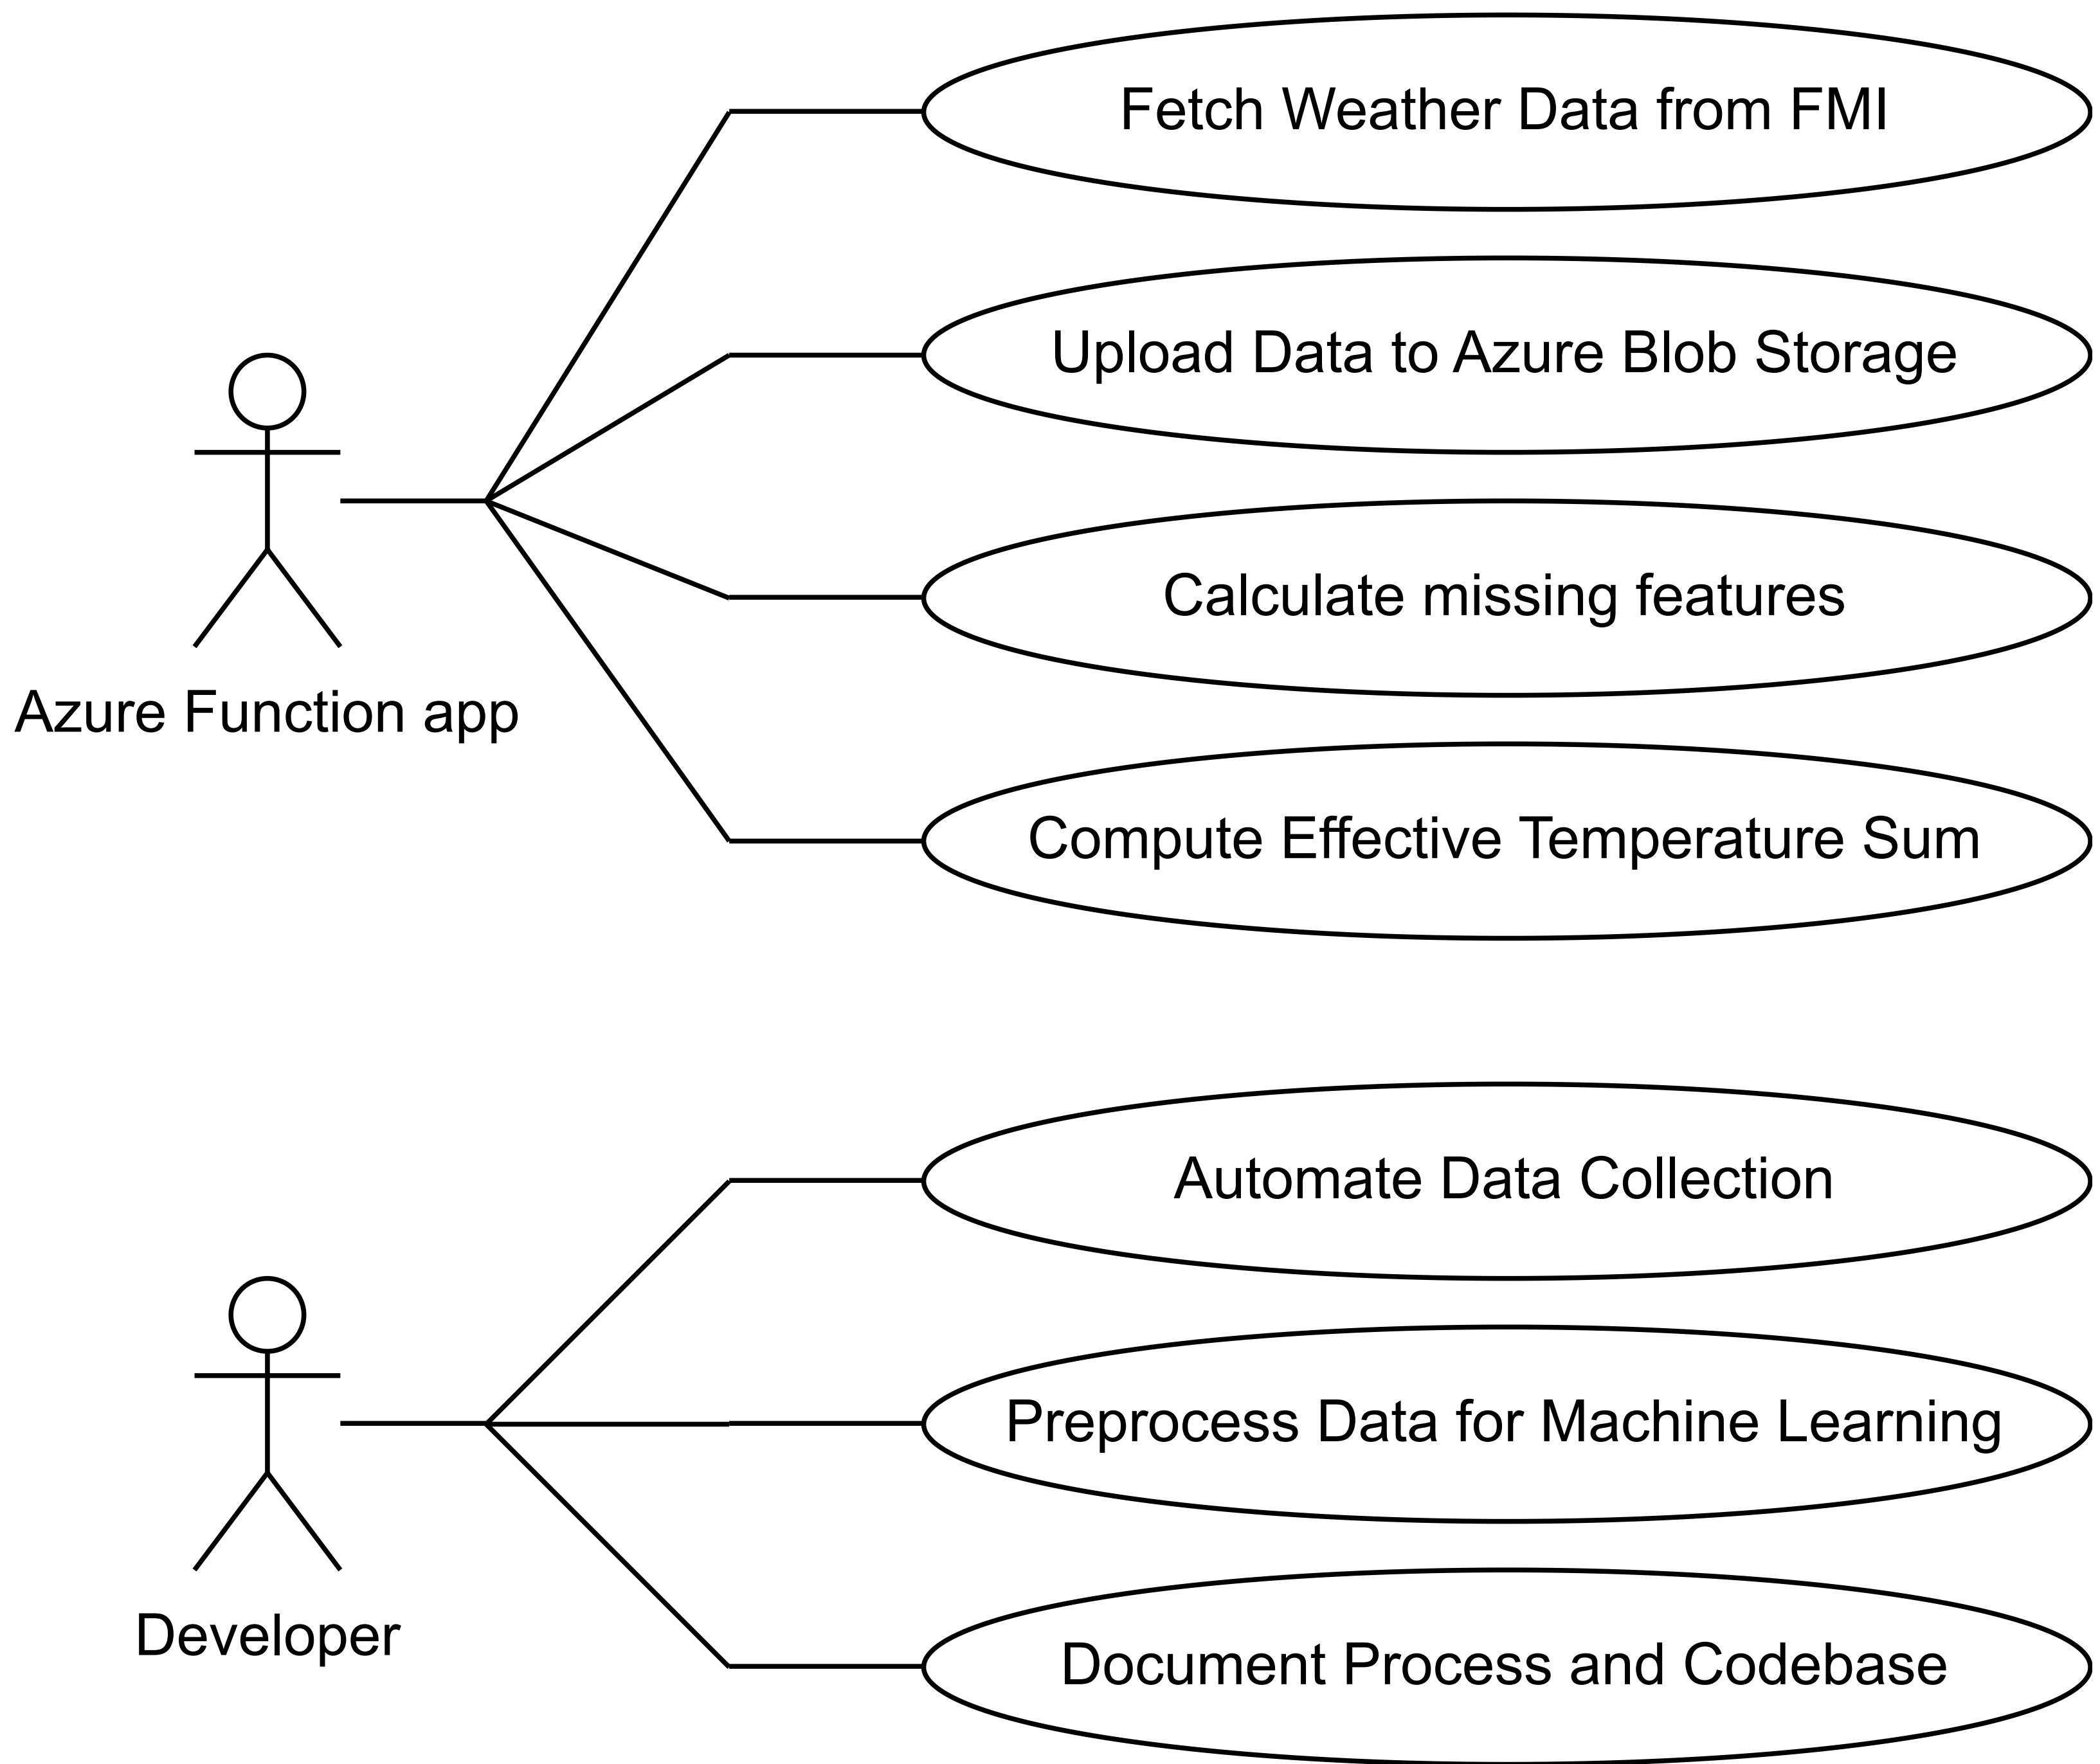 Fetch Weather Data from FMI
Upload Data to Azure Blob Storage
Calculate missing features
Azure Function app
Compute Effective Temperature Sum
Automate Data Collection
Preprocess Data for Machine Learning
Developer
Document Process and Codebase